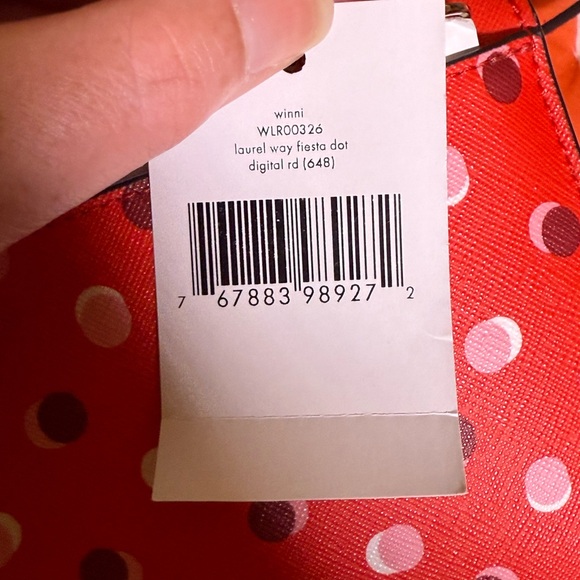 winni
WLR00326
laurel way fiesta dot
digital rd (648)
7 67883 98927 2